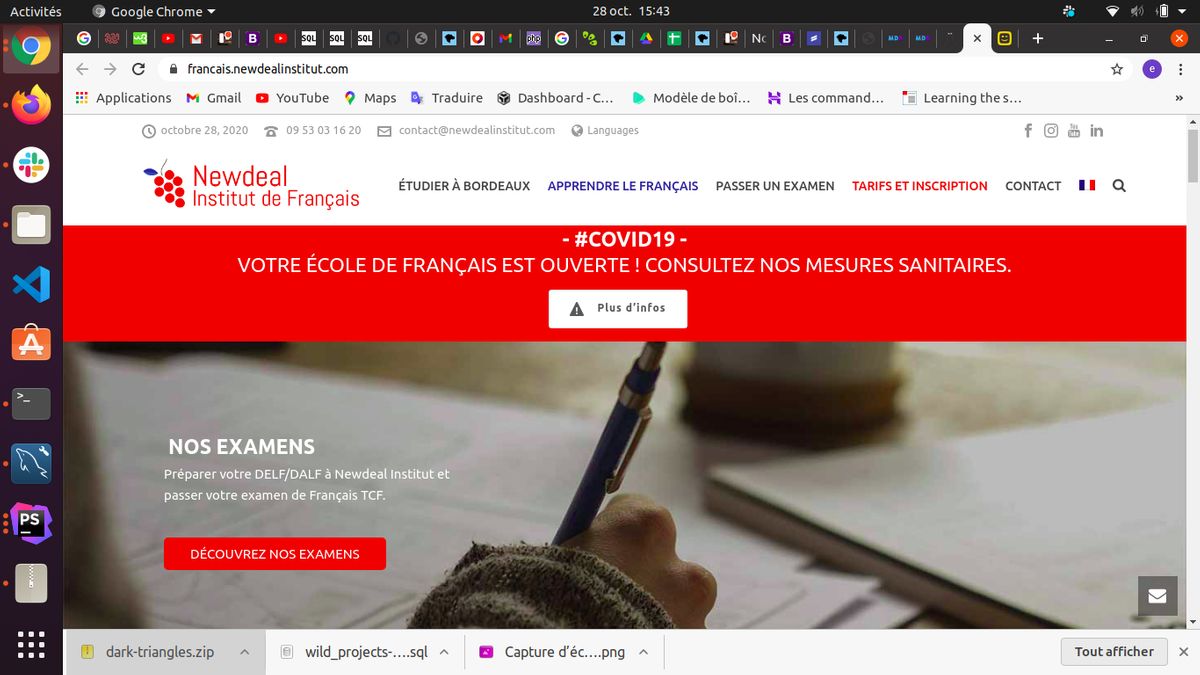 Activités
Google Chrome
28 oct. 15:43
francais.newdealinstitut.com
e
Applications
Gmail
YouTube
Maps
Traduire
Dashboard - C…
Modèle de boî…
Les command…
Learning the s…
»
octobre 28, 2020
09 53 03 16 20
contact@newdealinstitut.com
Languages
Newdeal
Institut de Français
ÉTUDIER À BORDEAUX
APPRENDRE LE FRANÇAIS
PASSER UN EXAMEN
TARIFS ET INSCRIPTION
CONTACT
- #COVID19 -
VOTRE ÉCOLE DE FRANÇAIS EST OUVERTE ! CONSULTEZ NOS MESURES SANITAIRES.
Plus d'infos
NOS EXAMENS
Préparer votre DELF/DALF à Newdeal Institut et
passer votre examen de Français TCF.
DÉCOUVREZ NOS EXAMENS
PS
dark-triangles.zip
wild_projects-….sql
Capture d'éc….png
Tout afficher